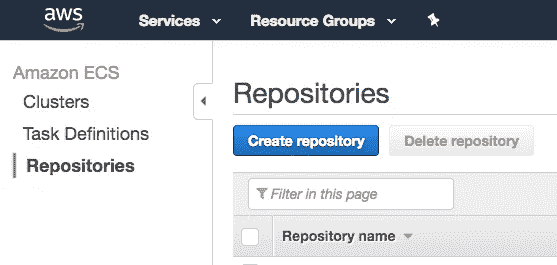 aws
Services
Resource Groups
Amazon ECS
Clusters
Task Definitions
Repositories
Repositories
Create repository
Delete repository
Filter in this page
Repository name